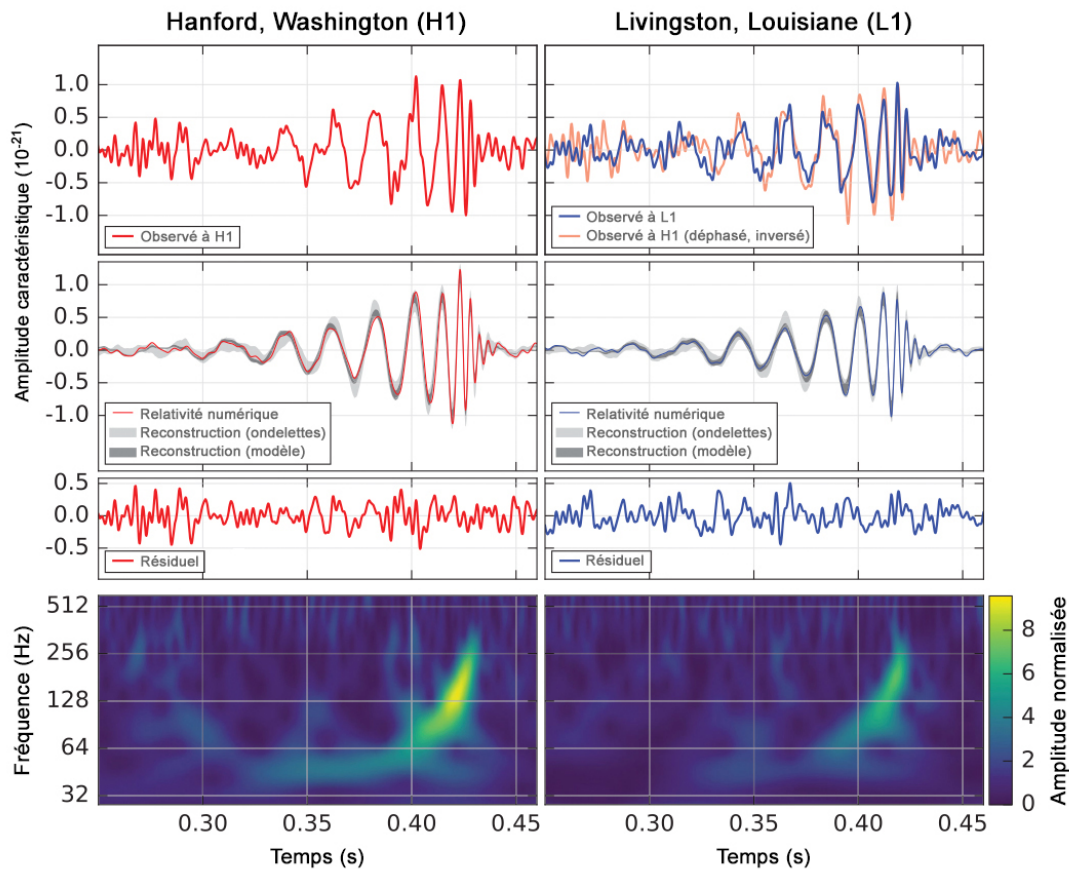 Hanford, Washington (H1)
Livingston, Louisiane (L1)
Amplitude caractéristique (10⁻²¹)
1.0
0.5
0.0
-0.5
-1.0
Observé à H1
Observé à L1
Observé à H1 (déphasé, inversé)
1.0
0.5
0.0
-0.5
-1.0
Relativité numérique
Reconstruction (ondelettes)
Reconstruction (modèle)
Relativité numérique
Reconstruction (ondelettes)
Reconstruction (modèle)
0.5
0.0
-0.5
Résiduel
Résiduel
Fréquence (Hz)
512
256
128
64
32
8
6
4
2
0
Amplitude normalisée
0.30 0.35 0.40 0.45
0.30 0.35 0.40 0.45
Temps (s)
Temps (s)